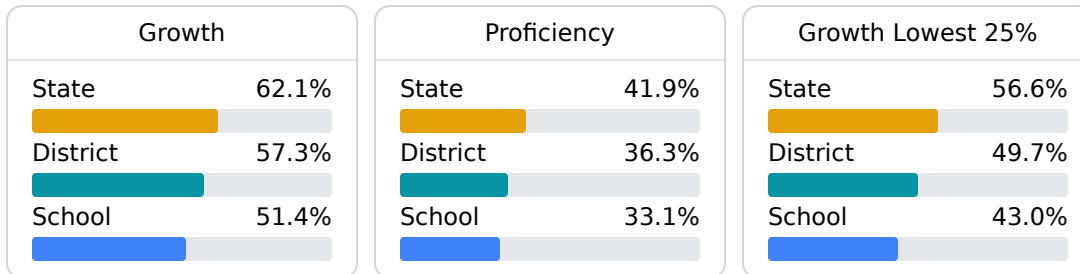 Growth
State 62.1%
District 57.3%
School 51.4%
Proficiency
State 41.9%
District 36.3%
School 33.1%
Growth Lowest 25%
State 56.6%
District 49.7%
School 43.0%